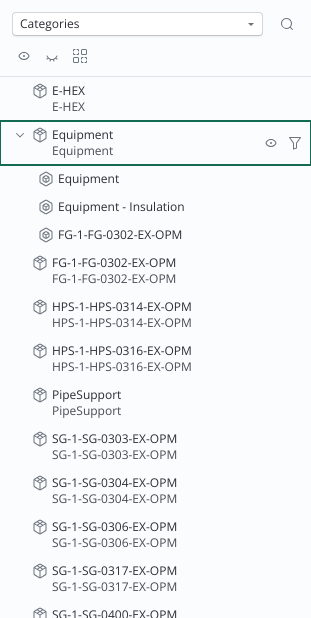 Categories
E-HEX
E-HEX
Equipment
Equipment
Equipment
Equipment - Insulation
FG-1-FG-0302-EX-OPM
FG-1-FG-0302-EX-OPM
FG-1-FG-0302-EX-OPM
HPS-1-HPS-0314-EX-OPM
HPS-1-HPS-0314-EX-OPM
HPS-1-HPS-0316-EX-OPM
HPS-1-HPS-0316-EX-OPM
PipeSupport
PipeSupport
SG-1-SG-0303-EX-OPM
SG-1-SG-0303-EX-OPM
SG-1-SG-0304-EX-OPM
SG-1-SG-0304-EX-OPM
SG-1-SG-0306-EX-OPM
SG-1-SG-0306-EX-OPM
SG-1-SG-0317-EX-OPM
SG-1-SG-0317-EX-OPM
SG-1-SG-0400-EX-OPM